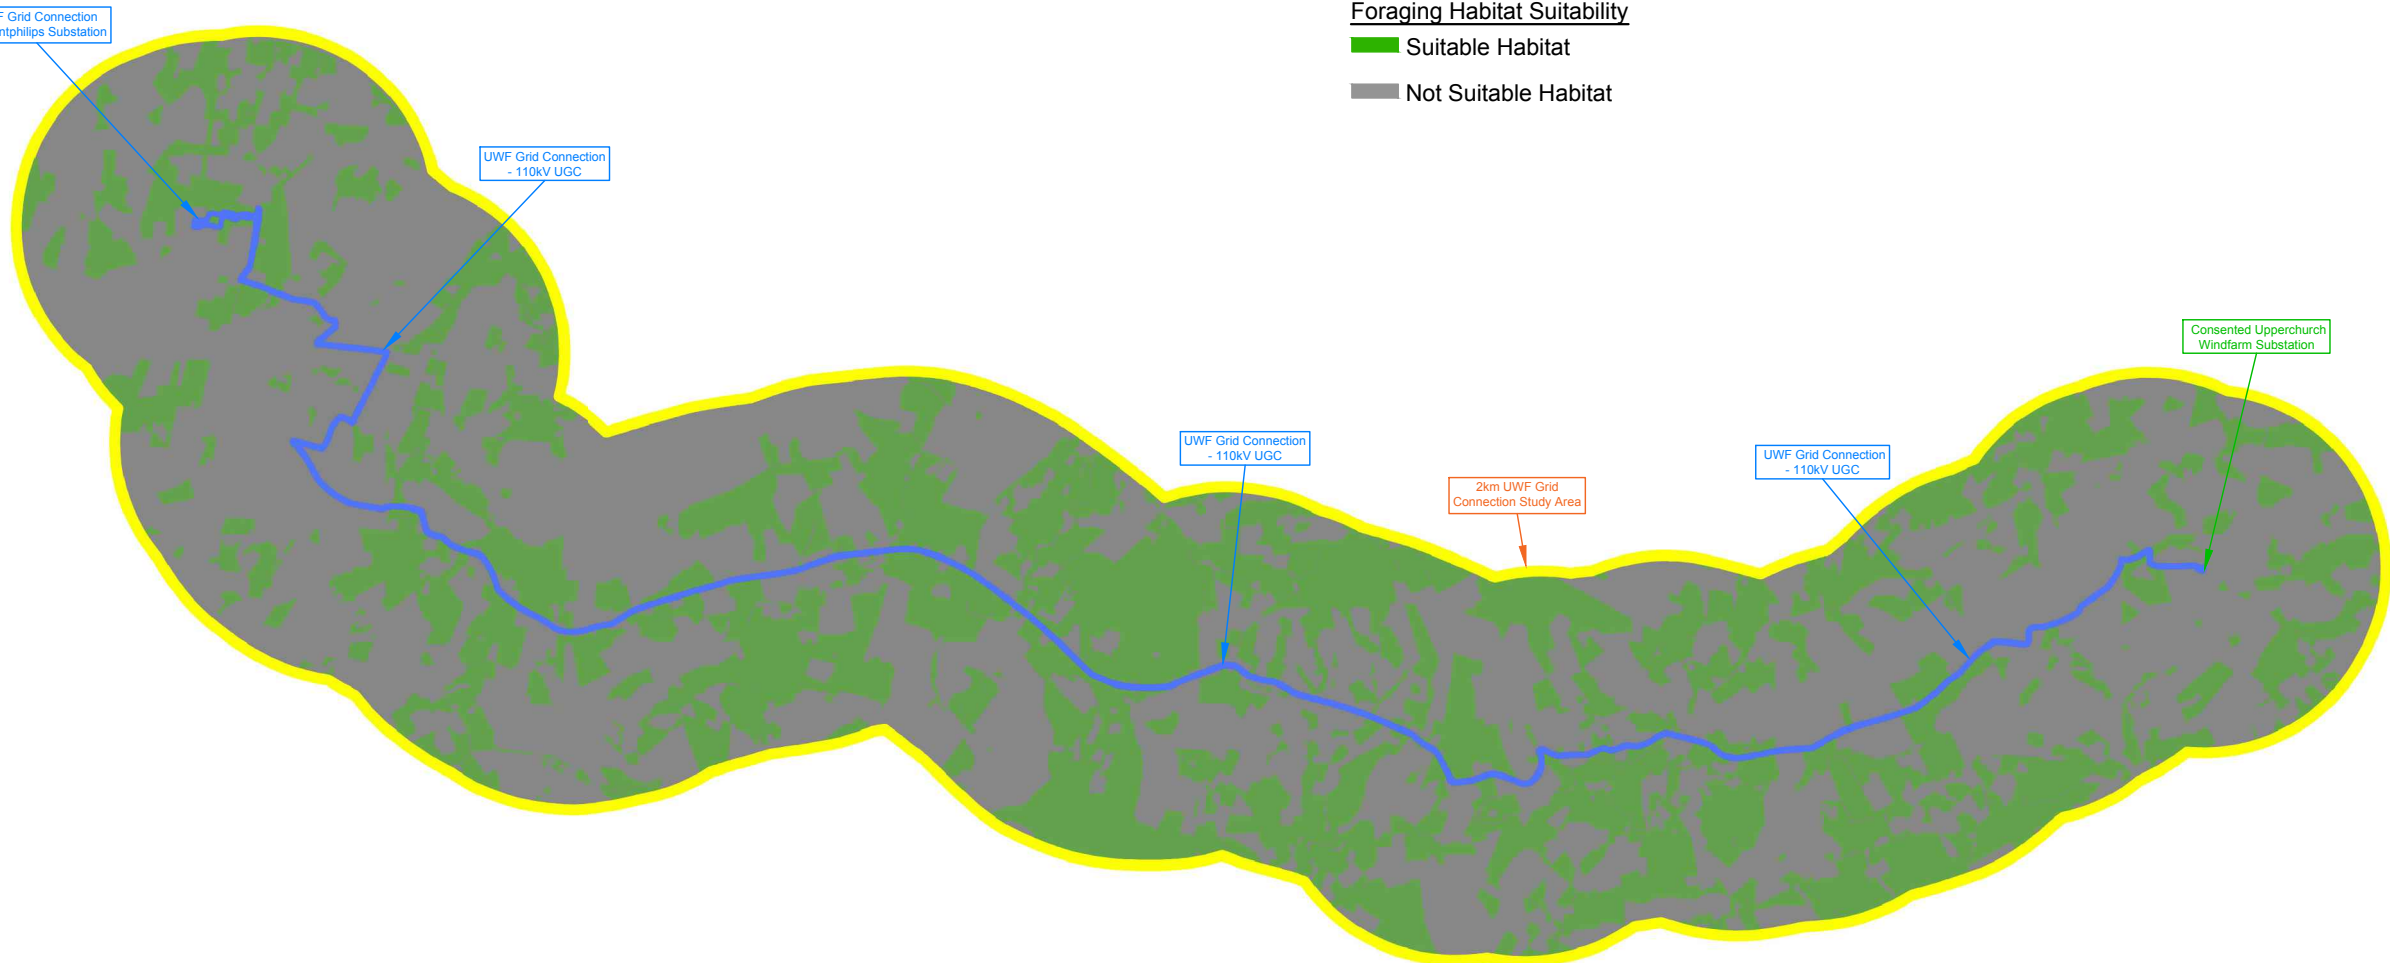 Foraging Habitat Suitability
Suitable Habitat
Not Suitable Habitat
Grid Connection
Substation
UWF Grid Connection
- 110kV UGC
Consented Upperchurch
Windfarm Substation
UWF Grid Connection
- 110kV UGC
UWF Grid Connection
- 110kV UGC
2km UWF Grid
Connection Study Area